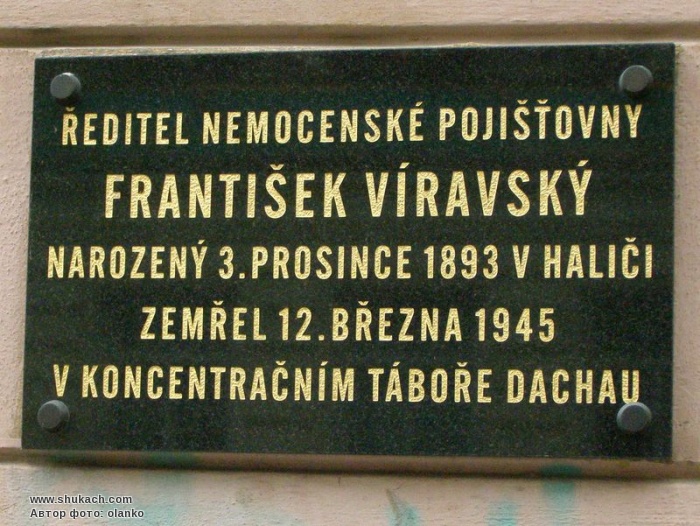 ŘEDITEL NEMOCENSKÉ POJIŠŤOVNY
FRANTIŠEK VÍRAVSKÝ
NAROZENÝ 3. PROSINCE 1893 V HALIČI
ZEMŘEL 12. BŘEZNA 1945
V KONCENTRAČNÍM TÁBOŘE DACHAU
www.shukach.com
Автор фото: olanko